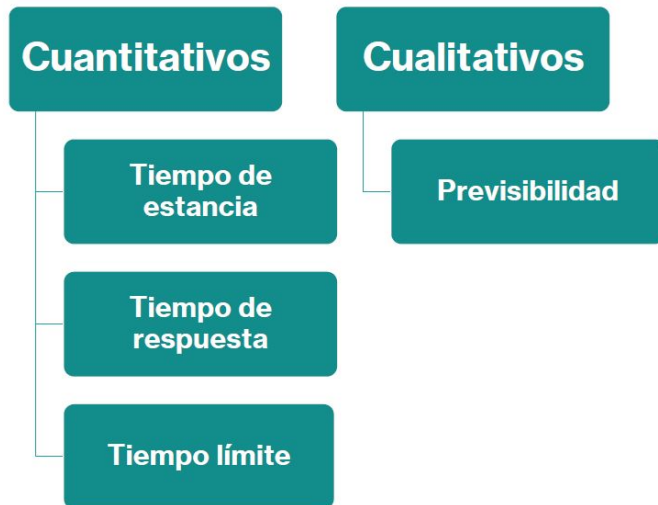 Cuantitativos
Tiempo de
estancia
Tiempo de
respuesta
Tiempo límite
Cualitativos
Previsibilidad